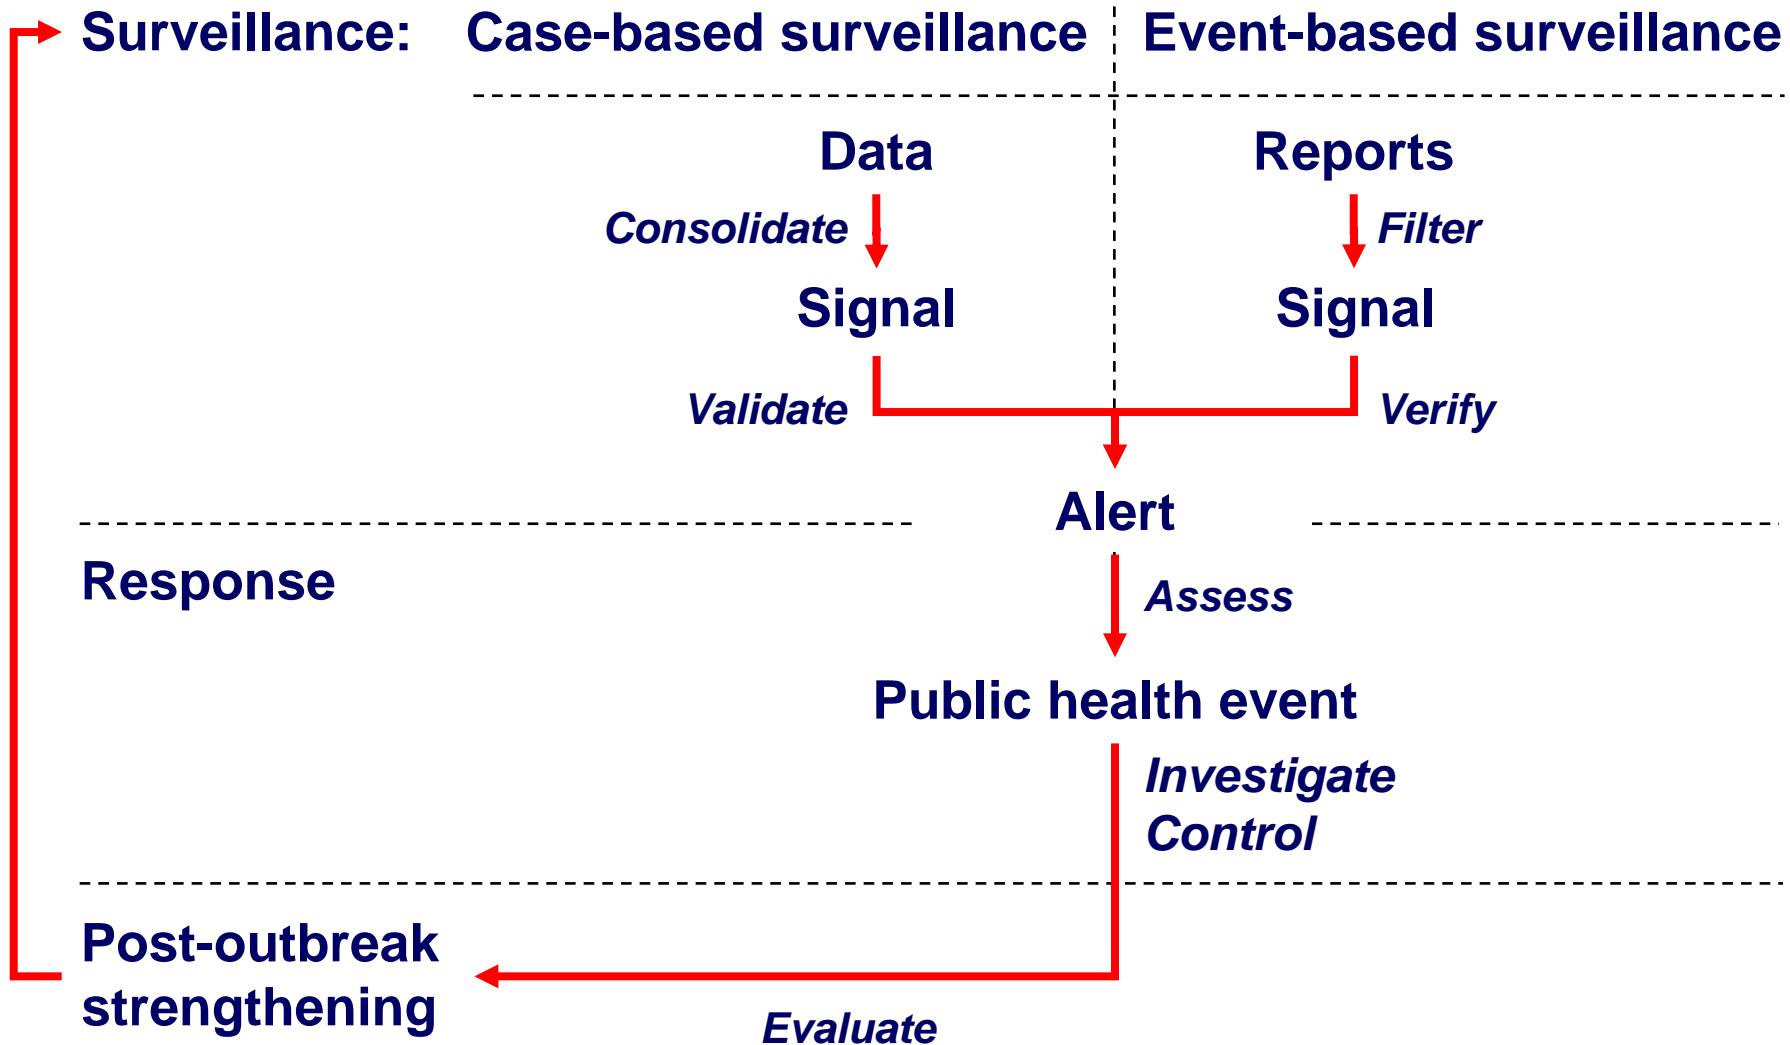 Surveillance: Case-based surveillance Event-based surveillance
Data Reports
Consolidate Filter
Signal Signal
Validate Verify
Alert
Response
Assess
Public health event
Investigate
Control
Post-outbreak
strengthening
Evaluate